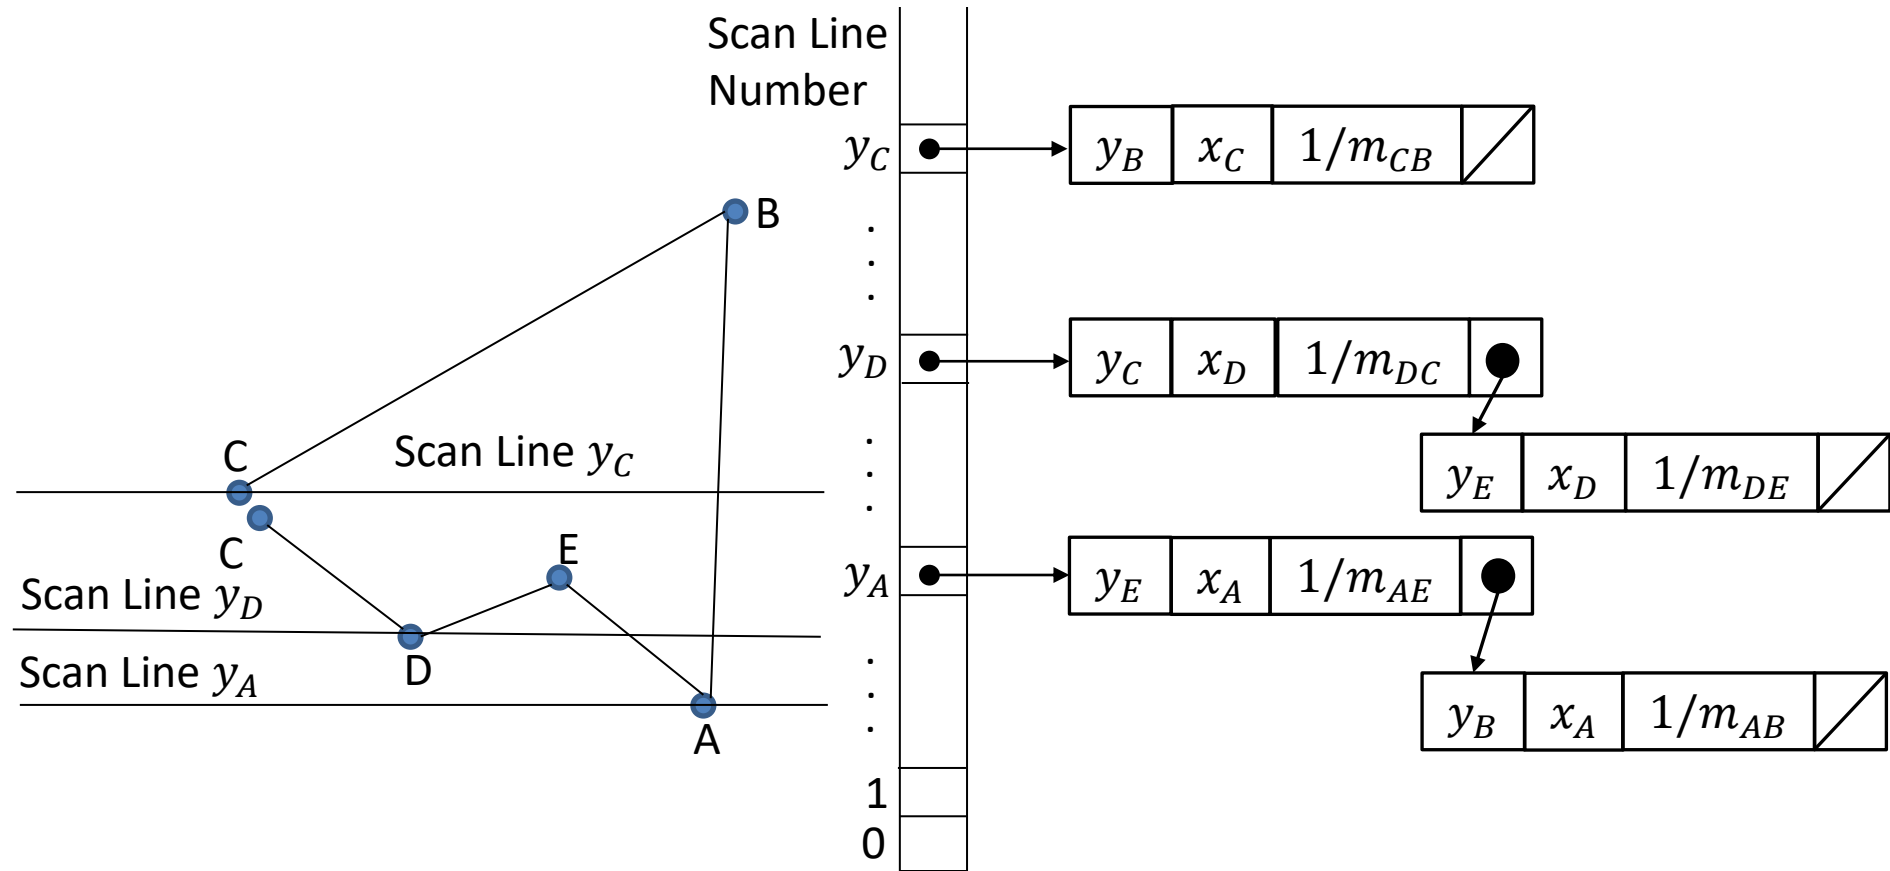 Scan Line
Number
y_C
y_B x_C 1/m_CB
B
y_D
y_C x_D 1/m_DC
C
Scan Line y_C
y_E x_D 1/m_DE
C
E
Scan Line y_D
y_A
y_E x_A 1/m_AE
D
Scan Line y_A
A
y_B x_A 1/m_AB
1
0